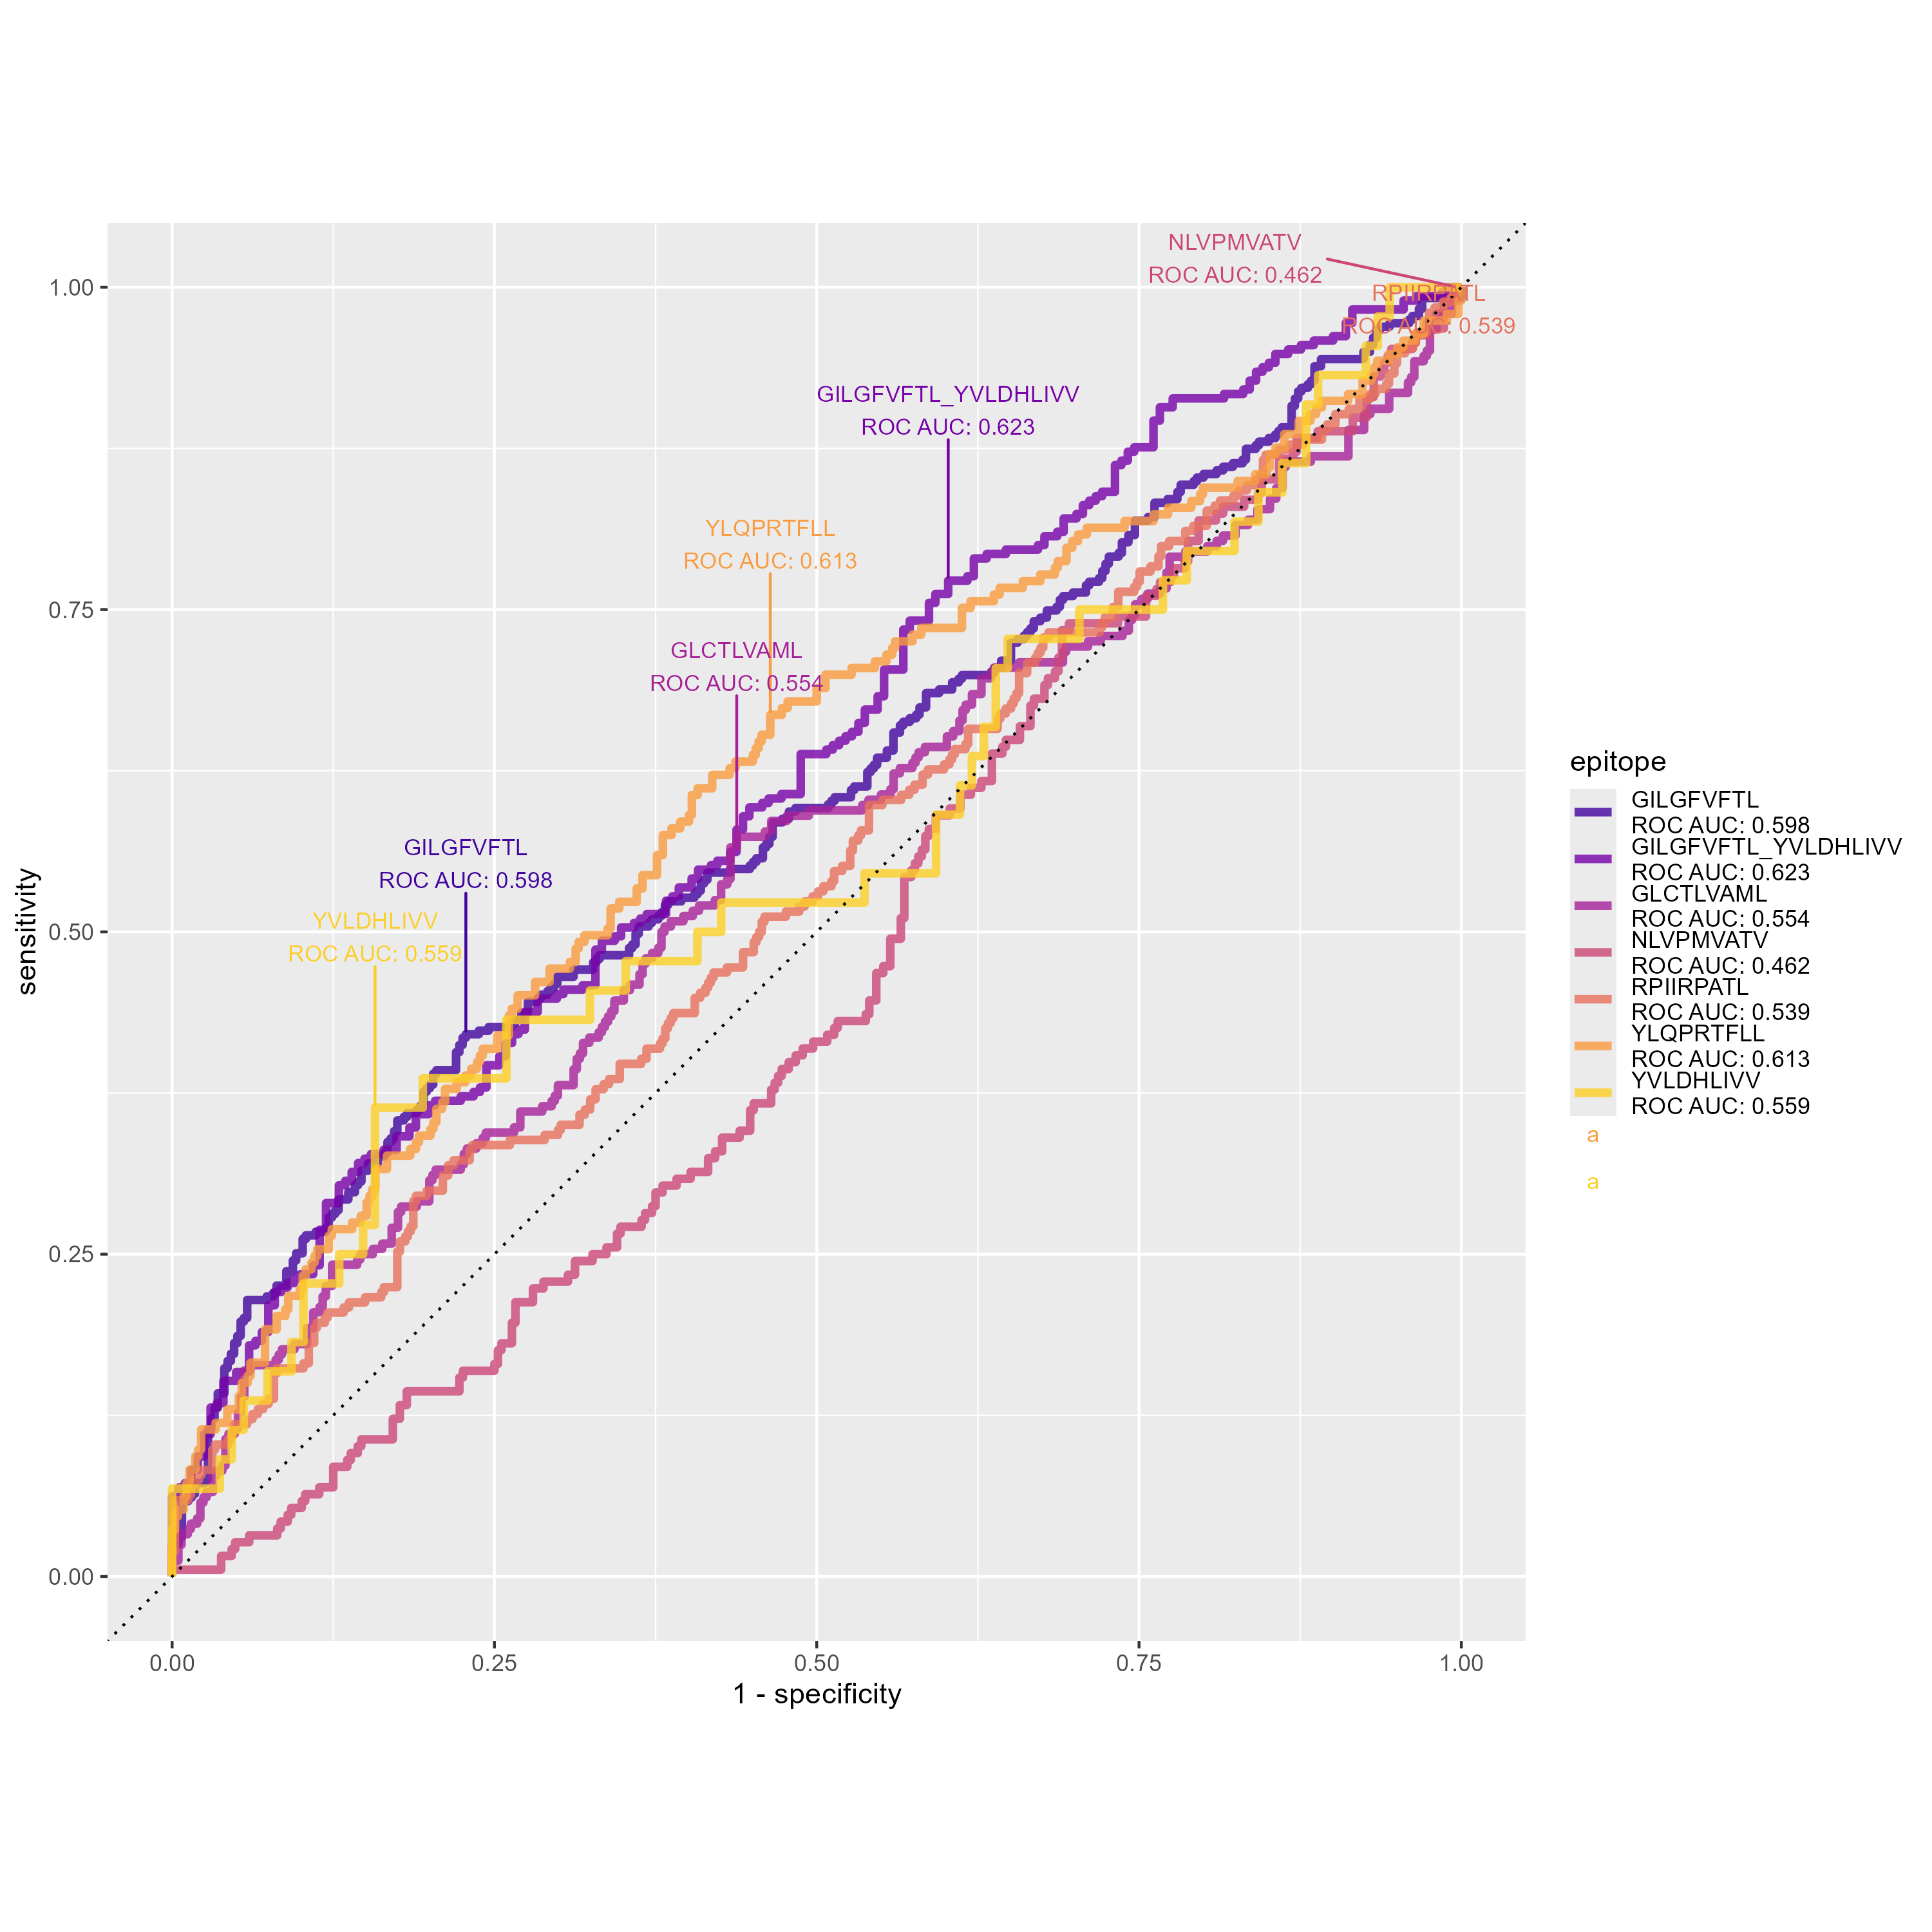 NLVPMVATV
ROC AUC: 0.462
RPIIRPATL
ROC AUC: 0.539
GILGFVFTL_YVLDHLIVV
ROC AUC: 0.623
YLQPRTFLL
ROC AUC: 0.613
GLCTLVAML
ROC AUC: 0.554
GILGFVFTL
ROC AUC: 0.598
YVLDHLIVV
ROC AUC: 0.559
1.00
0.75
0.50
0.25
0.00
sensitivity
0.00
0.25
0.50
0.75
1.00
1 - specificity
epitope
GILGFVFTL
ROC AUC: 0.598
GILGFVFTL_YVLDHLIVV
ROC AUC: 0.623
GLCTLVAML
ROC AUC: 0.554
NLVPMVATV
ROC AUC: 0.462
RPIIRPATL
ROC AUC: 0.539
YLQPRTFLL
ROC AUC: 0.613
YVLDHLIVV
ROC AUC: 0.559
a
a